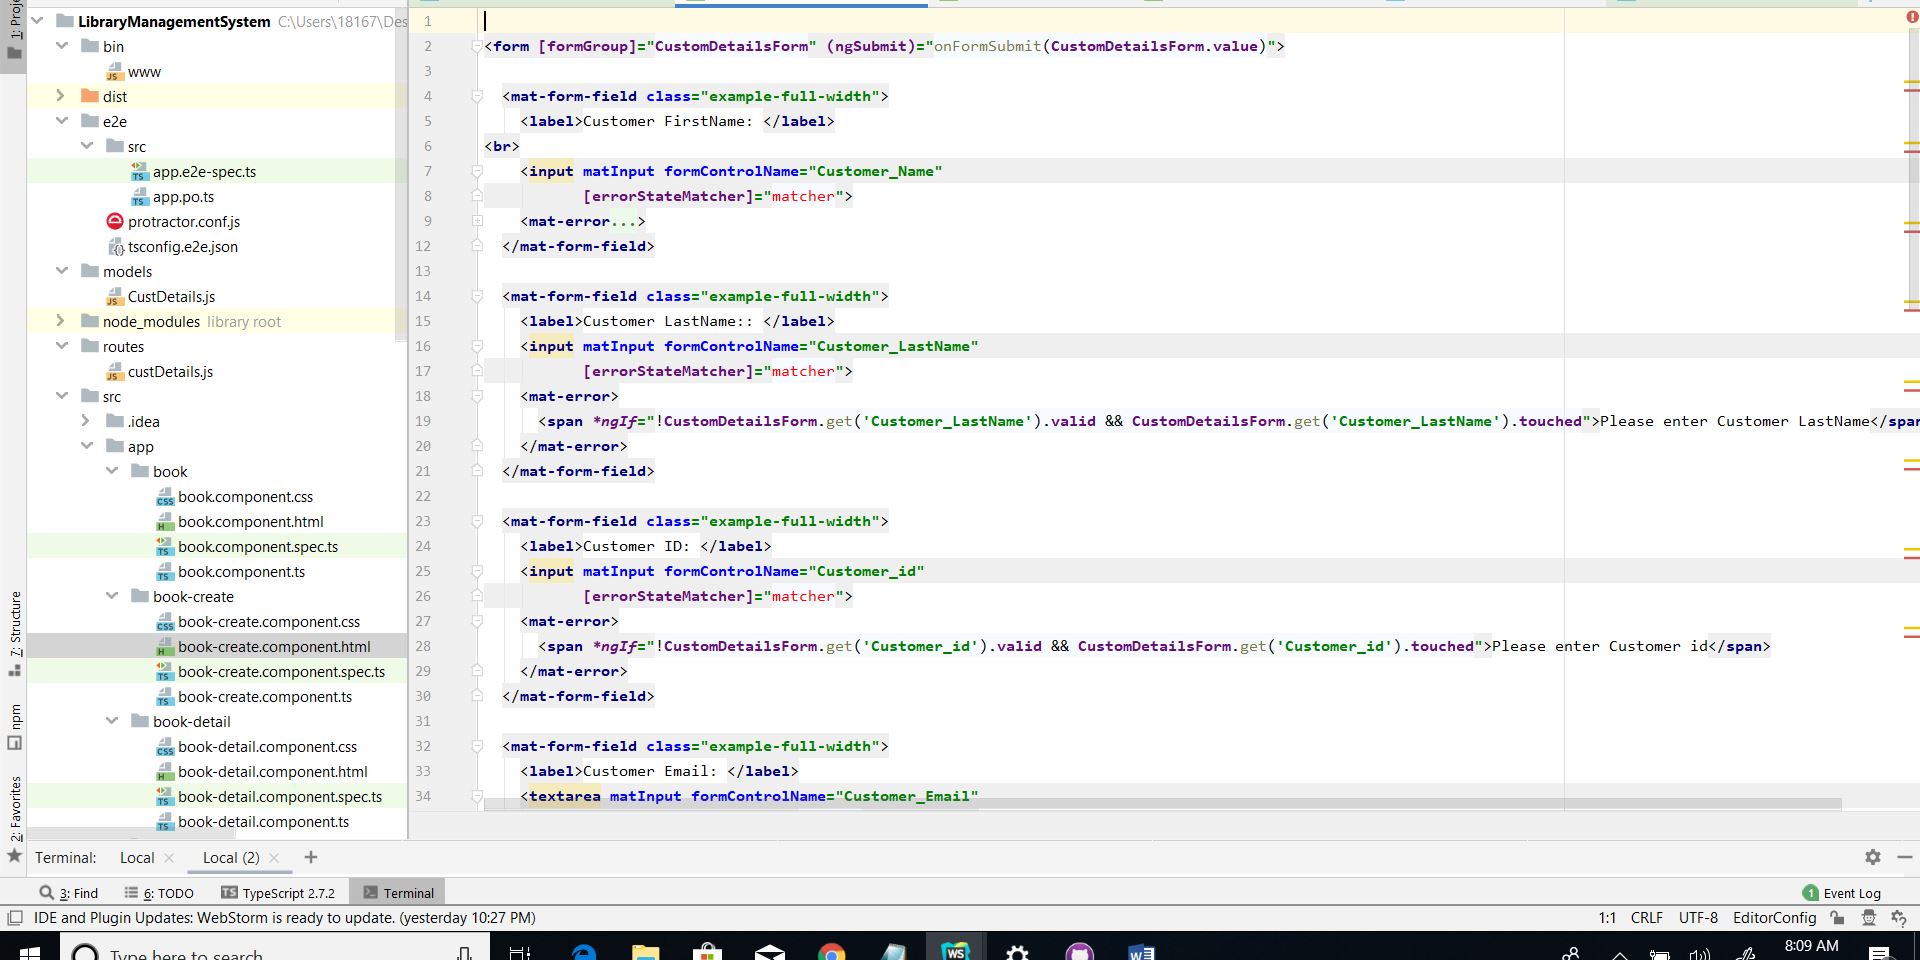 1: Proje
LibraryManagementSystem C:\Users\18167\Des
bin
www
dist
e2e
src
app.e2e-spec.ts
app.po.ts
protractor.conf.js
tsconfig.e2e.json
models
CustDetails.js
node_modules library root
routes
custDetails.js
src
.idea
app
book
book.component.css
book.component.html
book.component.spec.ts
book.component.ts
book-create
book-create.component.css
book-create.component.html
book-create.component.spec.ts
book-create.component.ts
book-detail
book-detail.component.css
book-detail.component.html
book-detail.component.spec.ts
book-detail.component.ts
7: Structure
npm
2: Favorites
1
2 <form [formGroup]="CustomDetailsForm" (ngSubmit)="onFormSubmit(CustomDetailsForm.value)">
3
4 <mat-form-field class="example-full-width">
5 <label>Customer FirstName: </label>
6 <br>
7 <input matInput formControlName="Customer_Name"
8 [errorStateMatcher]="matcher">
9 <mat-error...>
12 </mat-form-field>
13
14 <mat-form-field class="example-full-width">
15 <label>Customer LastName:: </label>
16 <input matInput formControlName="Customer_LastName"
17 [errorStateMatcher]="matcher">
18 <mat-error>
19 <span *ngIf="!CustomDetailsForm.get('Customer_LastName').valid && CustomDetailsForm.get('Customer_LastName').touched">Please enter Customer LastName</span
20 </mat-error>
21 </mat-form-field>
22
23 <mat-form-field class="example-full-width">
24 <label>Customer ID: </label>
25 <input matInput formControlName="Customer_id"
26 [errorStateMatcher]="matcher">
27 <mat-error>
28 <span *ngIf="!CustomDetailsForm.get('Customer_id').valid && CustomDetailsForm.get('Customer_id').touched">Please enter Customer id</span>
29 </mat-error>
30 </mat-form-field>
31
32 <mat-form-field class="example-full-width">
33 <label>Customer Email: </label>
34 <textarea matInput formControlName="Customer_Email"
Terminal: Local Local (2)
3: Find 6: TODO TypeScript 2.7.2 Terminal 1 Event Log
IDE and Plugin Updates: WebStorm is ready to update. (yesterday 10:27 PM) 1:1 CRLF UTF-8 EditorConfig
Type here to search 8:09 AM